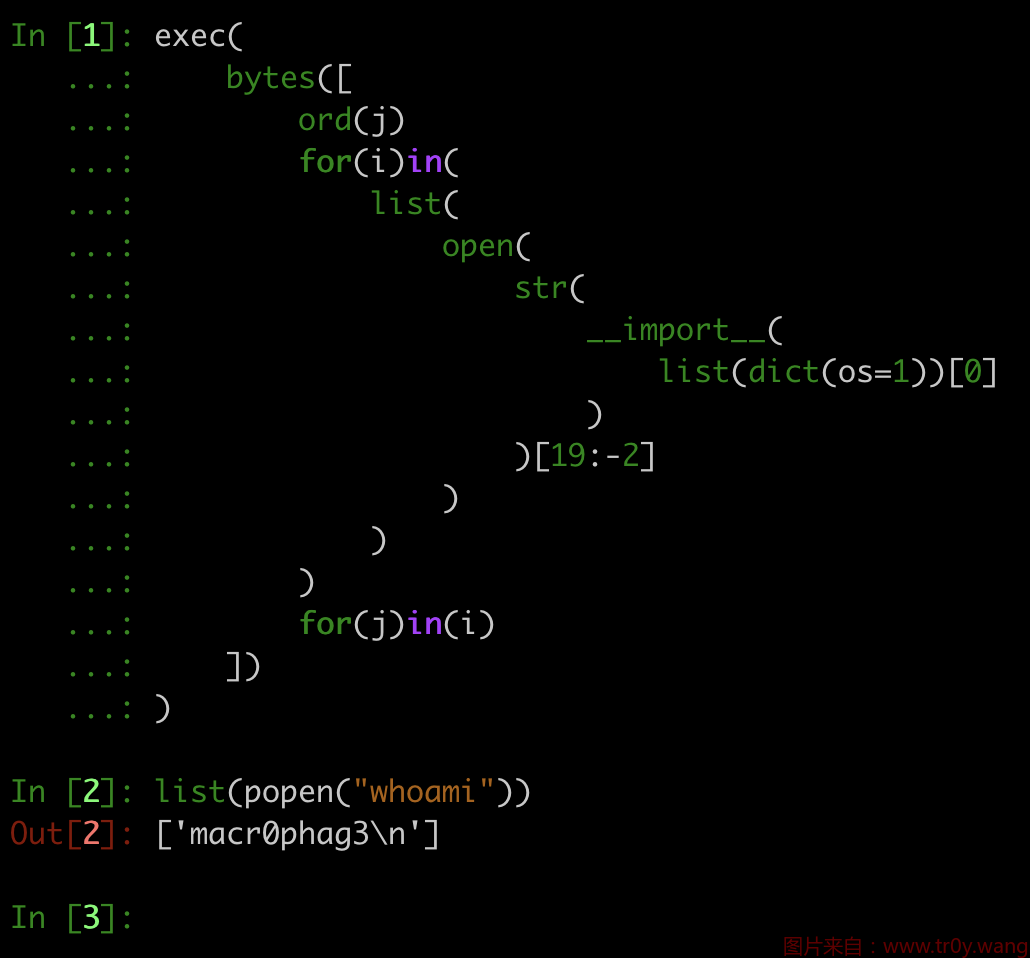 In [1]: exec(
   ...:     bytes([
   ...:         ord(j)
   ...:         for(i)in(
   ...:             list(
   ...:                 open(
   ...:                     str(
   ...:                         __import__(
   ...:                             list(dict(os=1))[0]
   ...:                         )
   ...:                     )[19:-2]
   ...:                 )
   ...:             )
   ...:         )
   ...:         for(j)in(i)
   ...:     ])
   ...: )
In [2]: list(popen("whoami"))
Out[2]: ['macr0phag3\n']
In [3]:
图片来自：www.tr0y.wang